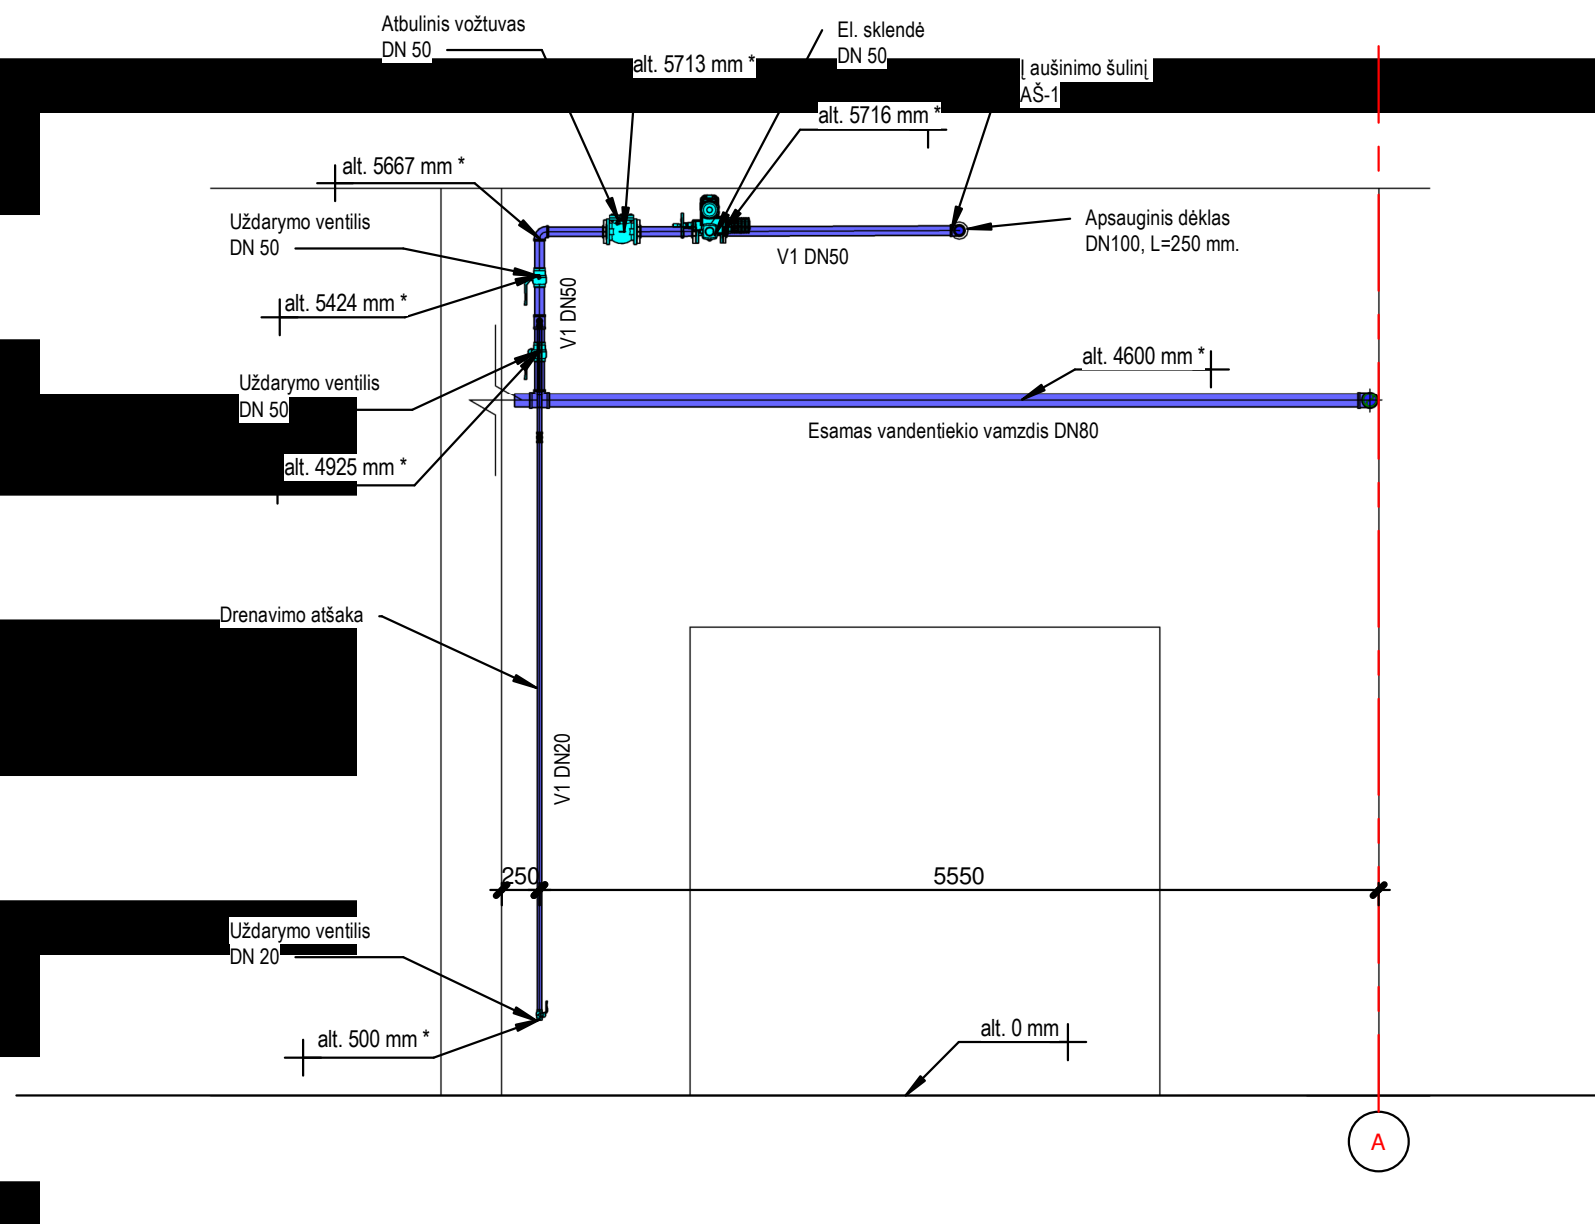 Atbulinis vožtuvas
DN 50
El. sklendė
DN 50
alt. 5713 mm *
Į aušinimo šulinį
AŠ-1
alt. 5716 mm *
alt. 5667 mm *
Uždarymo ventilis
DN 50
Apsauginis dėklas
DN100, L=250 mm.
V1 DN50
alt. 5424 mm *
V1 DN50
alt. 4600 mm *
Uždarymo ventilis
DN 50
Esamas vandentiekio vamzdis DN80
alt. 4925 mm *
Drenavimo atšaka
V1 DN20
250
5550
Uždarymo ventilis
DN 20
alt. 500 mm *
alt. 0 mm
A